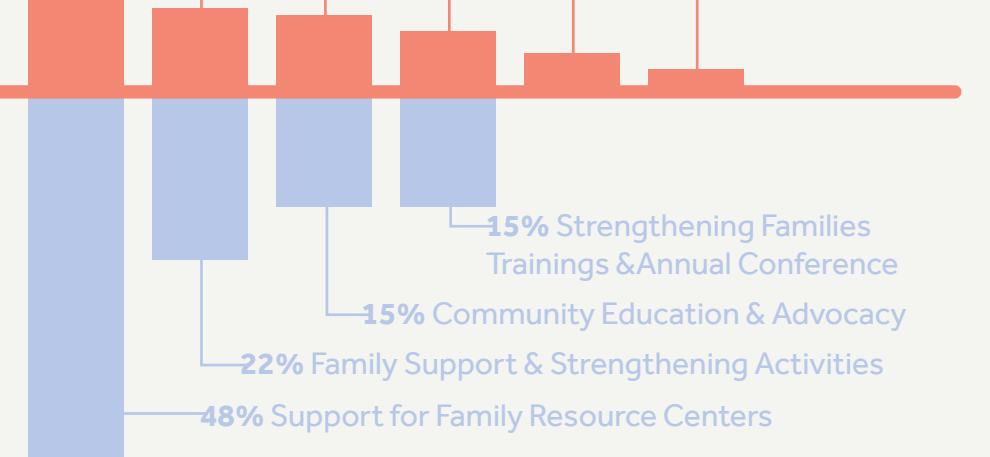 15% Strengthening Families
Trainings &Annual Conference
15% Community Education & Advocacy
22% Family Support & Strengthening Activities
48% Support for Family Resource Centers